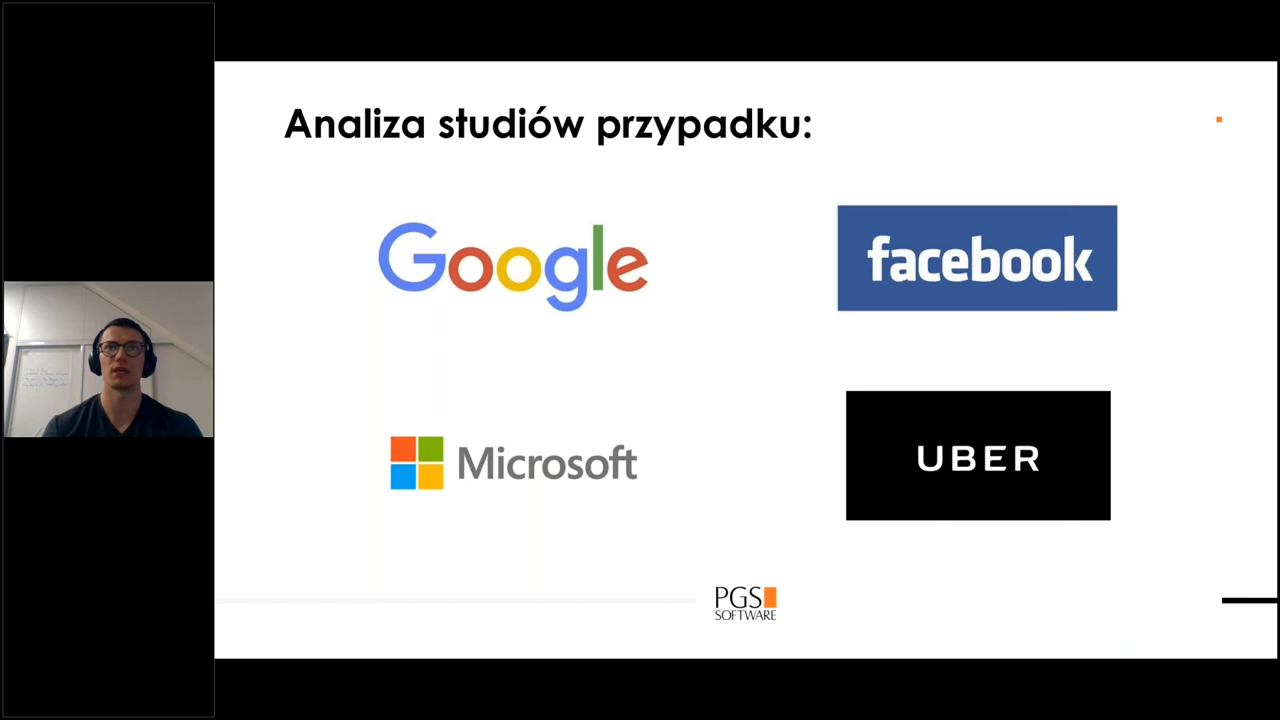 Analiza studiów przypadku:
Google
facebook
Microsoft
UBER
PGS
SOFTWARE